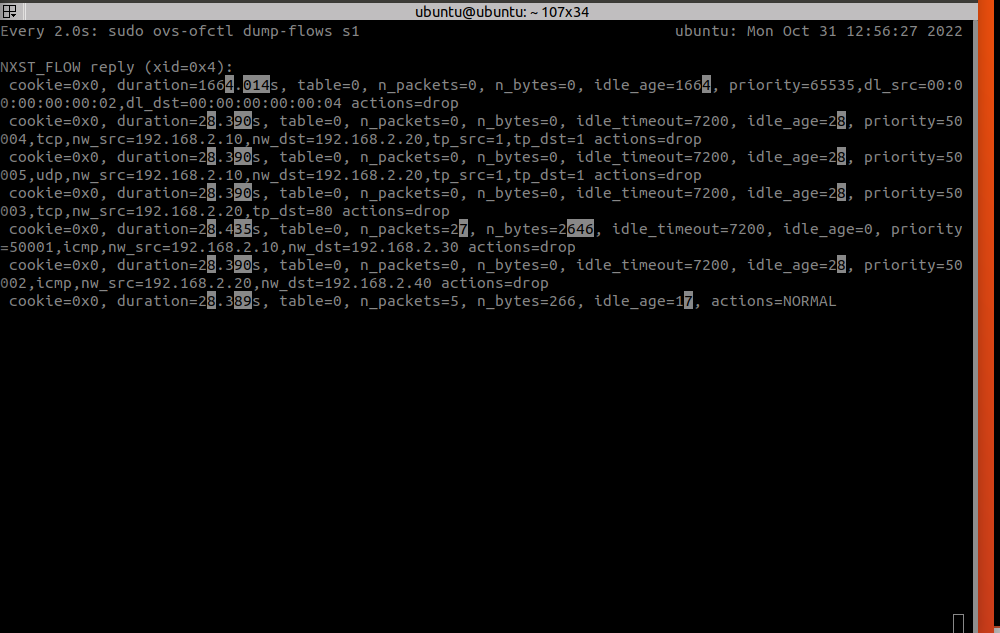 ubuntu@ubuntu: ~ 107x34
Every 2.0s: sudo ovs-ofctl dump-flows s1 ubuntu: Mon Oct 31 12:56:27 2022
NXST_FLOW reply (xid=0x4):
cookie=0x0, duration=1664.014s, table=0, n_packets=0, n_bytes=0, idle_age=1664, priority=65535,dl_src=00:0
0:00:00:00:02,dl_dst=00:00:00:00:00:04 actions=drop
cookie=0x0, duration=28.390s, table=0, n_packets=0, n_bytes=0, idle_timeout=7200, idle_age=28, priority=50
004,tcp,nw_src=192.168.2.10,nw_dst=192.168.2.20,tp_src=1,tp_dst=1 actions=drop
cookie=0x0, duration=28.390s, table=0, n_packets=0, n_bytes=0, idle_timeout=7200, idle_age=28, priority=50
005,udp,nw_src=192.168.2.10,nw_dst=192.168.2.20,tp_src=1,tp_dst=1 actions=drop
cookie=0x0, duration=28.390s, table=0, n_packets=0, n_bytes=0, idle_timeout=7200, idle_age=28, priority=50
003,tcp,nw_src=192.168.2.20,tp_dst=80 actions=drop
cookie=0x0, duration=28.435s, table=0, n_packets=27, n_bytes=2646, idle_timeout=7200, idle_age=0, priority
=50001,icmp,nw_src=192.168.2.10,nw_dst=192.168.2.30 actions=drop
cookie=0x0, duration=28.390s, table=0, n_packets=0, n_bytes=0, idle_timeout=7200, idle_age=28, priority=50
002,icmp,nw_src=192.168.2.20,nw_dst=192.168.2.40 actions=drop
cookie=0x0, duration=28.389s, table=0, n_packets=5, n_bytes=266, idle_age=17, actions=NORMAL